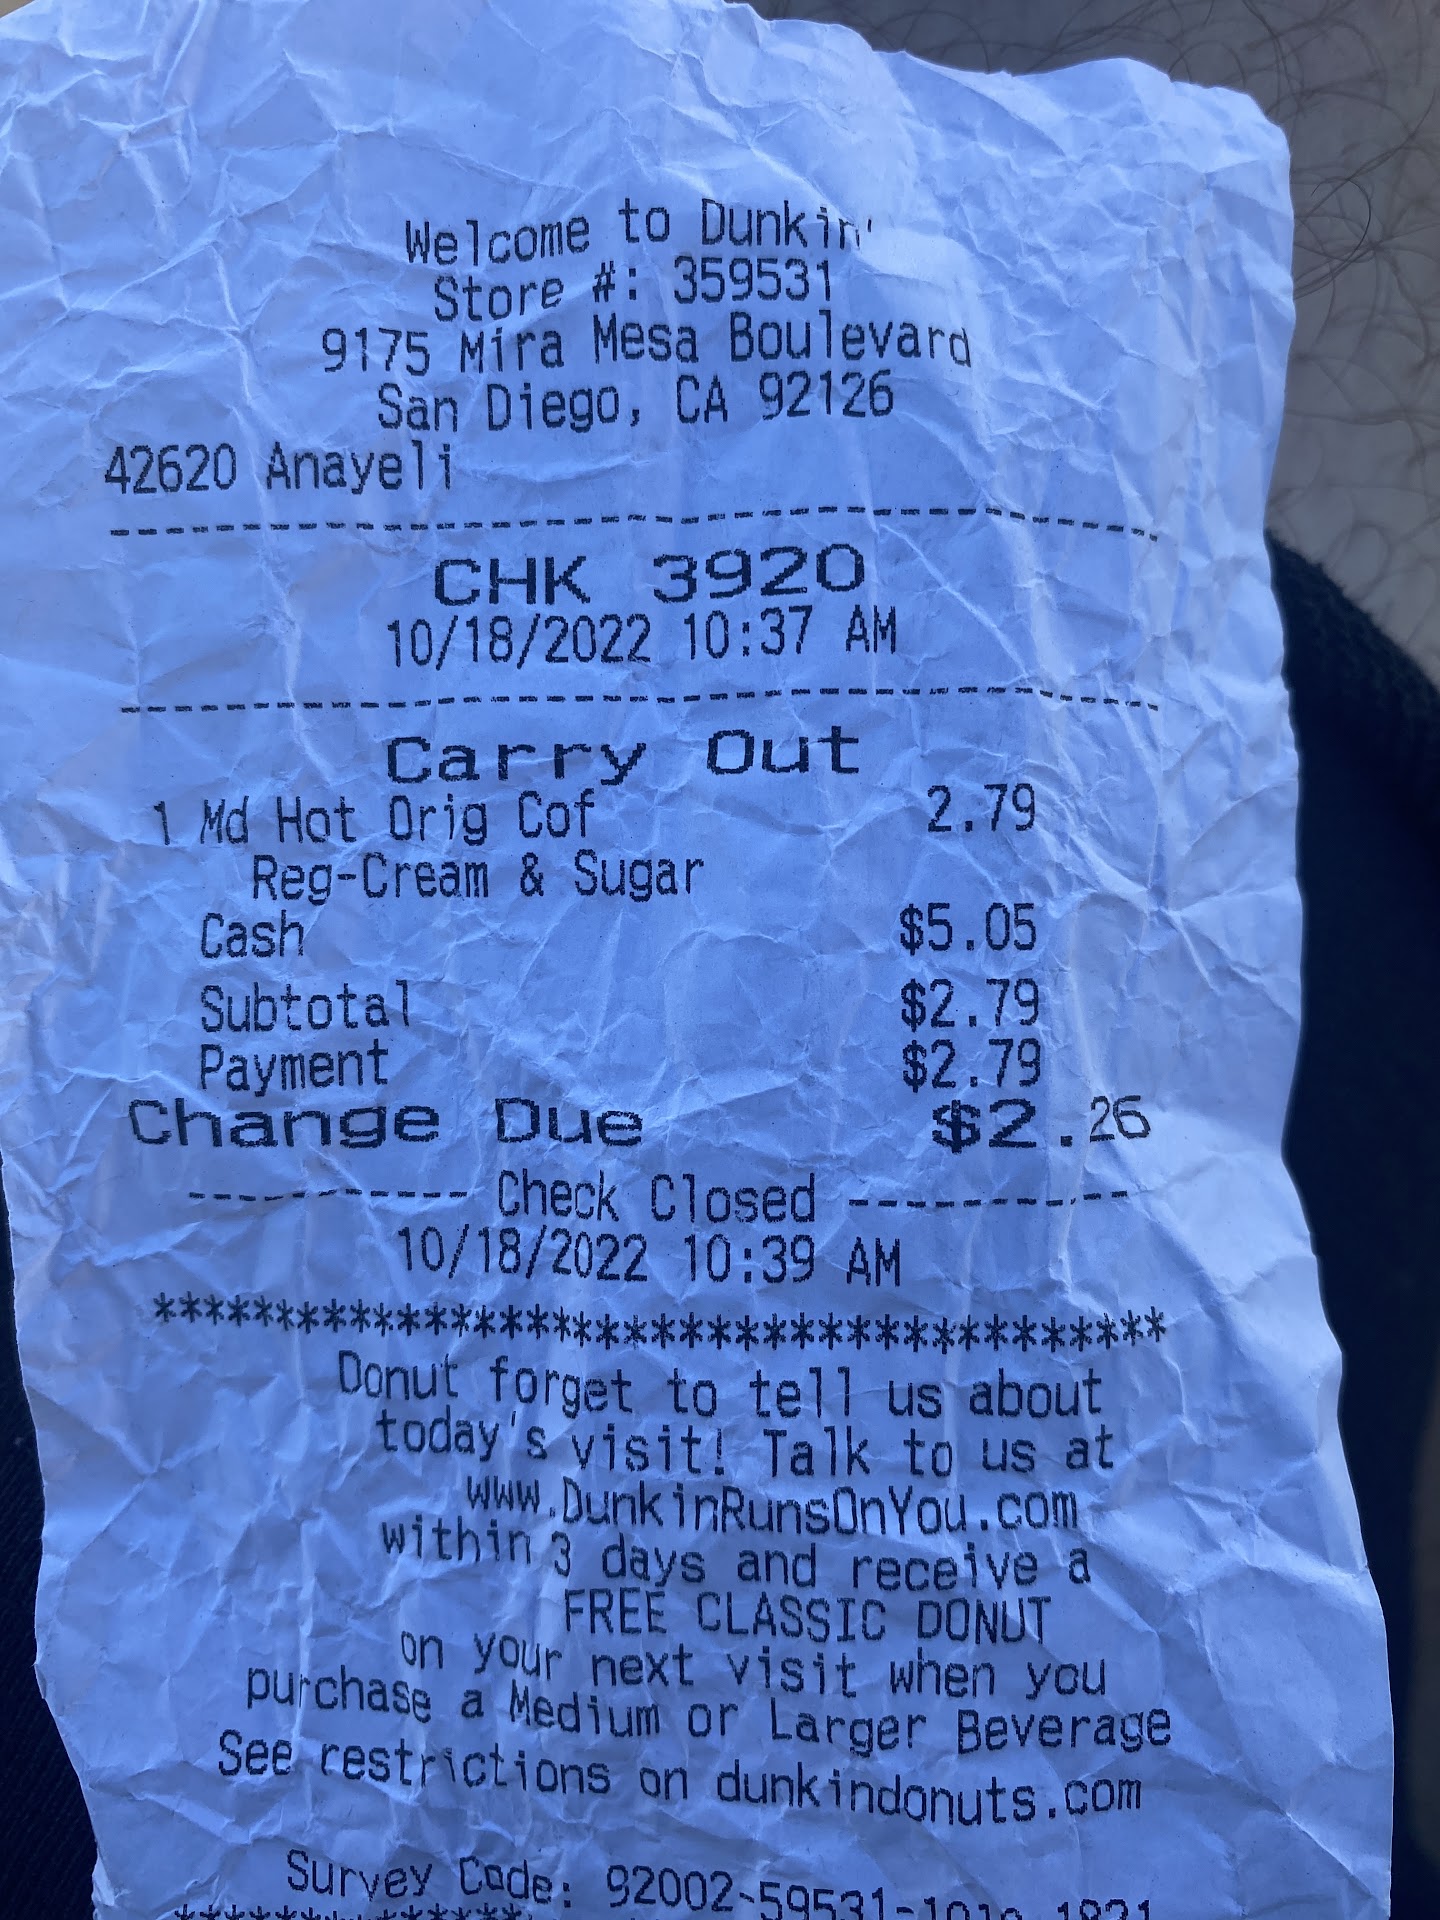 Welcome to Dunkin'
Store #: 359531
9175 Mira Mesa Boulevard
San Diego, CA 92126
42620 Anayeli
--------------------------------------
CHK 3920
10/18/2022 10:37 AM
--------------------------------------
Carry Out
1 Md Hot Orig Cof 2.79
Reg-Cream & Sugar
Cash $5.05
Subtotal $2.79
Payment $2.79
Change Due $2.26
----------- Check Closed -----------
10/18/2022 10:39 AM
***************************************
Donut forget to tell us about
today's visit! Talk to us at
www.DunkinRunsOnYou.com
within 3 days and receive a
FREE CLASSIC DONUT
on your next visit when you
purchase a Medium or Larger Beverage
See restrictions on dunkindonuts.com
Survey Code: